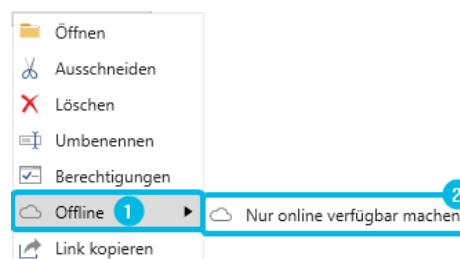 Öffnen
Ausschneiden
Löschen
Umbenennen
Berechtigungen
Offline 1
2
Nur online verfügbar machen
Link kopieren